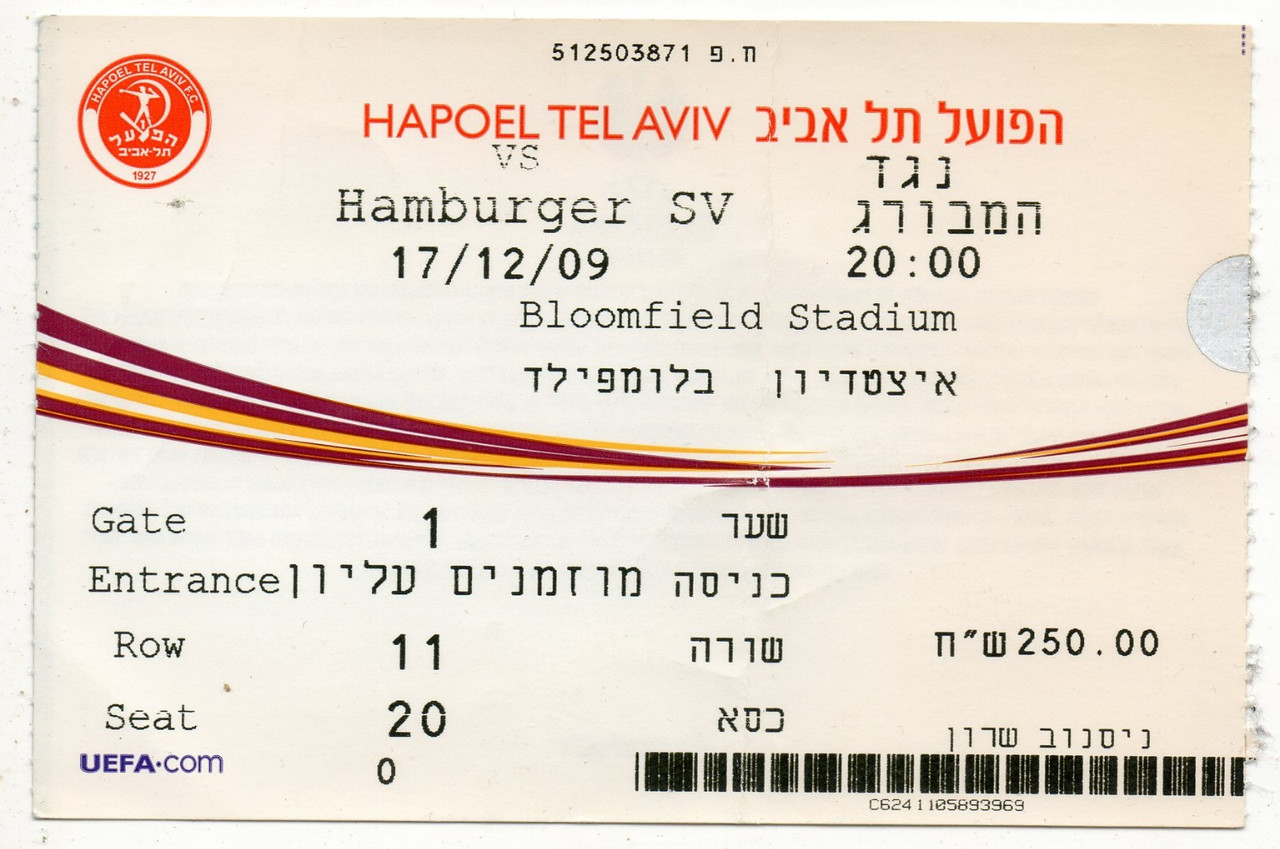 512503871 ח.פ
HAPOEL TEL AVIV F.C.
הפועל
תל-אביב
1927
HAPOEL TEL AVIV הפועל תל אביב
VS נגד
Hamburger SV המבורג
17/12/09 20:00
Bloomfield Stadium
איצטדיון בלומפילד
Gate 1 שער
Entrance מוזמנים עליון כניסה
Row 11 שורה
250.00 ש"ח
Seat 20 כסא
ניסנוב שרון
UEFA.com
0
C6241105893969